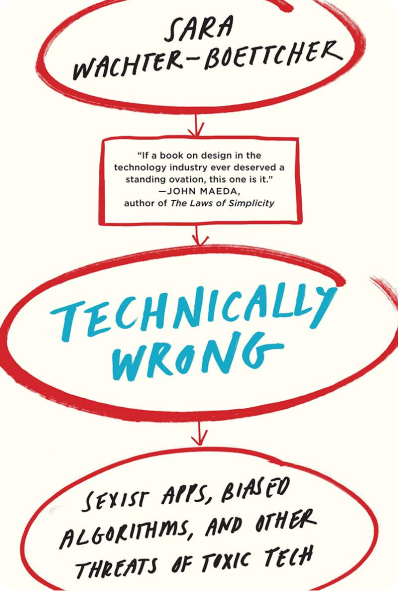 SARA
WACHTER-BOETTCHER
"If a book on design in the
technology industry ever deserved a
standing ovation, this one is it."
—JOHN MAEDA,
author of The Laws of Simplicity
TECHNICALLY
WRONG
SEXIST APPS, BIASED
ALGORITHMS, AND OTHER
THREATS OF TOXIC TECH